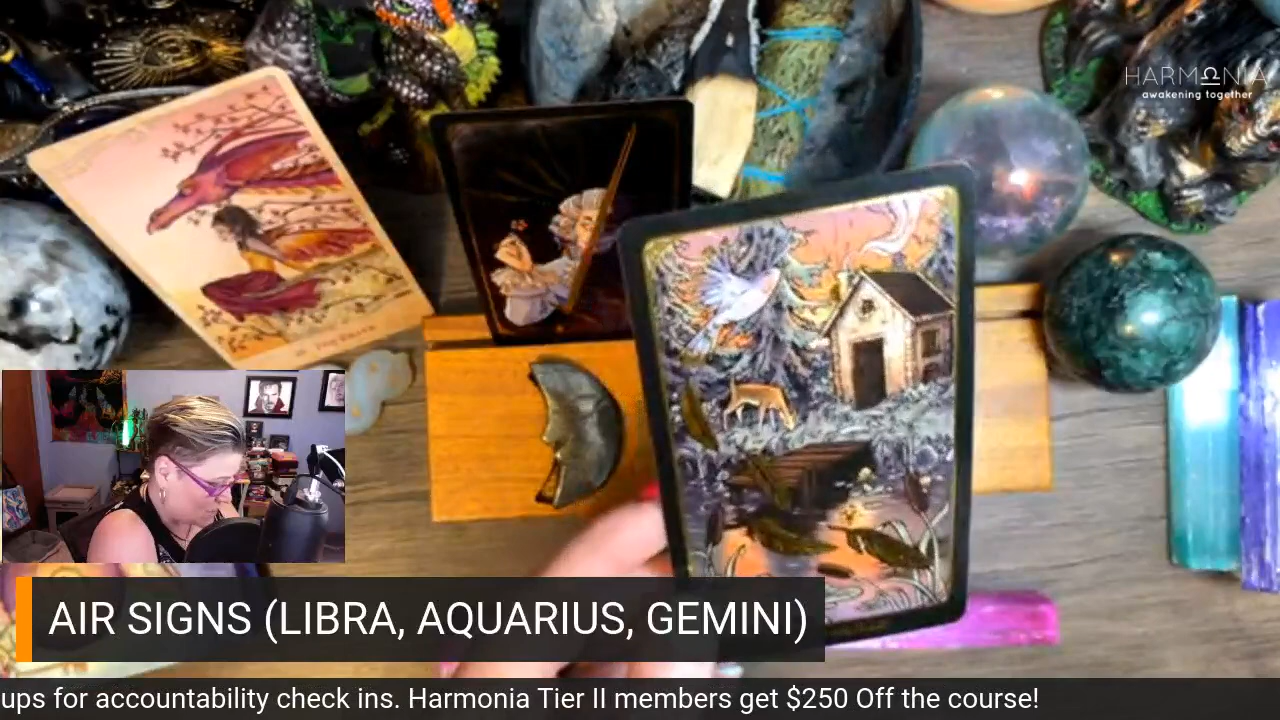 HARMONIA
awakening together
AIR SIGNS (LIBRA, AQUARIUS, GEMINI)
ups for accountability check ins. Harmonia Tier II members get $250 Off the course!